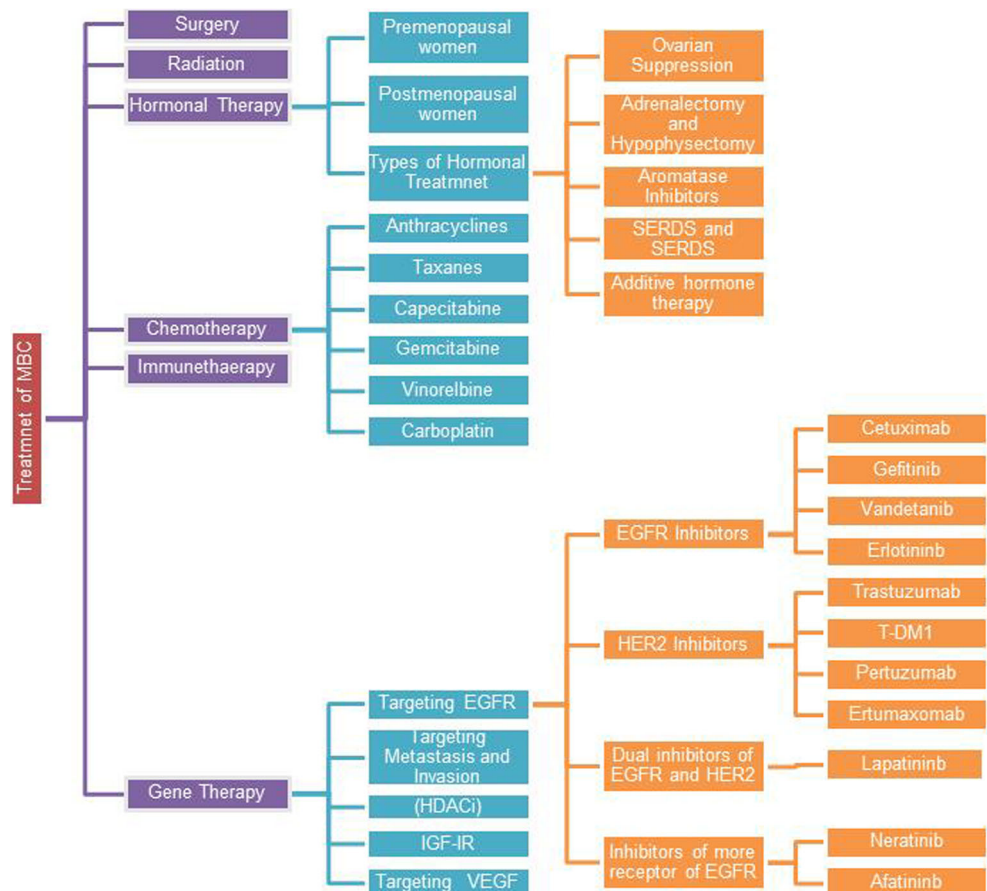 Treatmnet of MBC
Surgery
Radiation
Hormonal Therapy
Premenopausal
women
Postmenopausal
women
Types of Hormonal
Treatmnet
Ovarian
Suppression
Adrenalectomy
and
Hypophysectomy
Aromatase
Inhibitors
SERDS and
SERDS
Additive hormone
therapy
Chemotherapy
Anthracyclines
Taxanes
Capecitabine
Gemcitabine
Vinorelbine
Carboplatin
Immunethaerapy
Gene Therapy
Targeting EGFR
Targeting
Metastasis and
Invasion
(HDACi)
IGF-IR
Targeting VEGF
EGFR Inhibitors
Cetuximab
Gefitinib
Vandetanib
Erlotininb
HER2 Inhibitors
Trastuzumab
T-DM1
Pertuzumab
Ertumaxomab
Dual inhibitors of
EGFR and HER2
Lapatininb
Inhibitors of more
receptor of EGFR
Neratinib
Afatininb